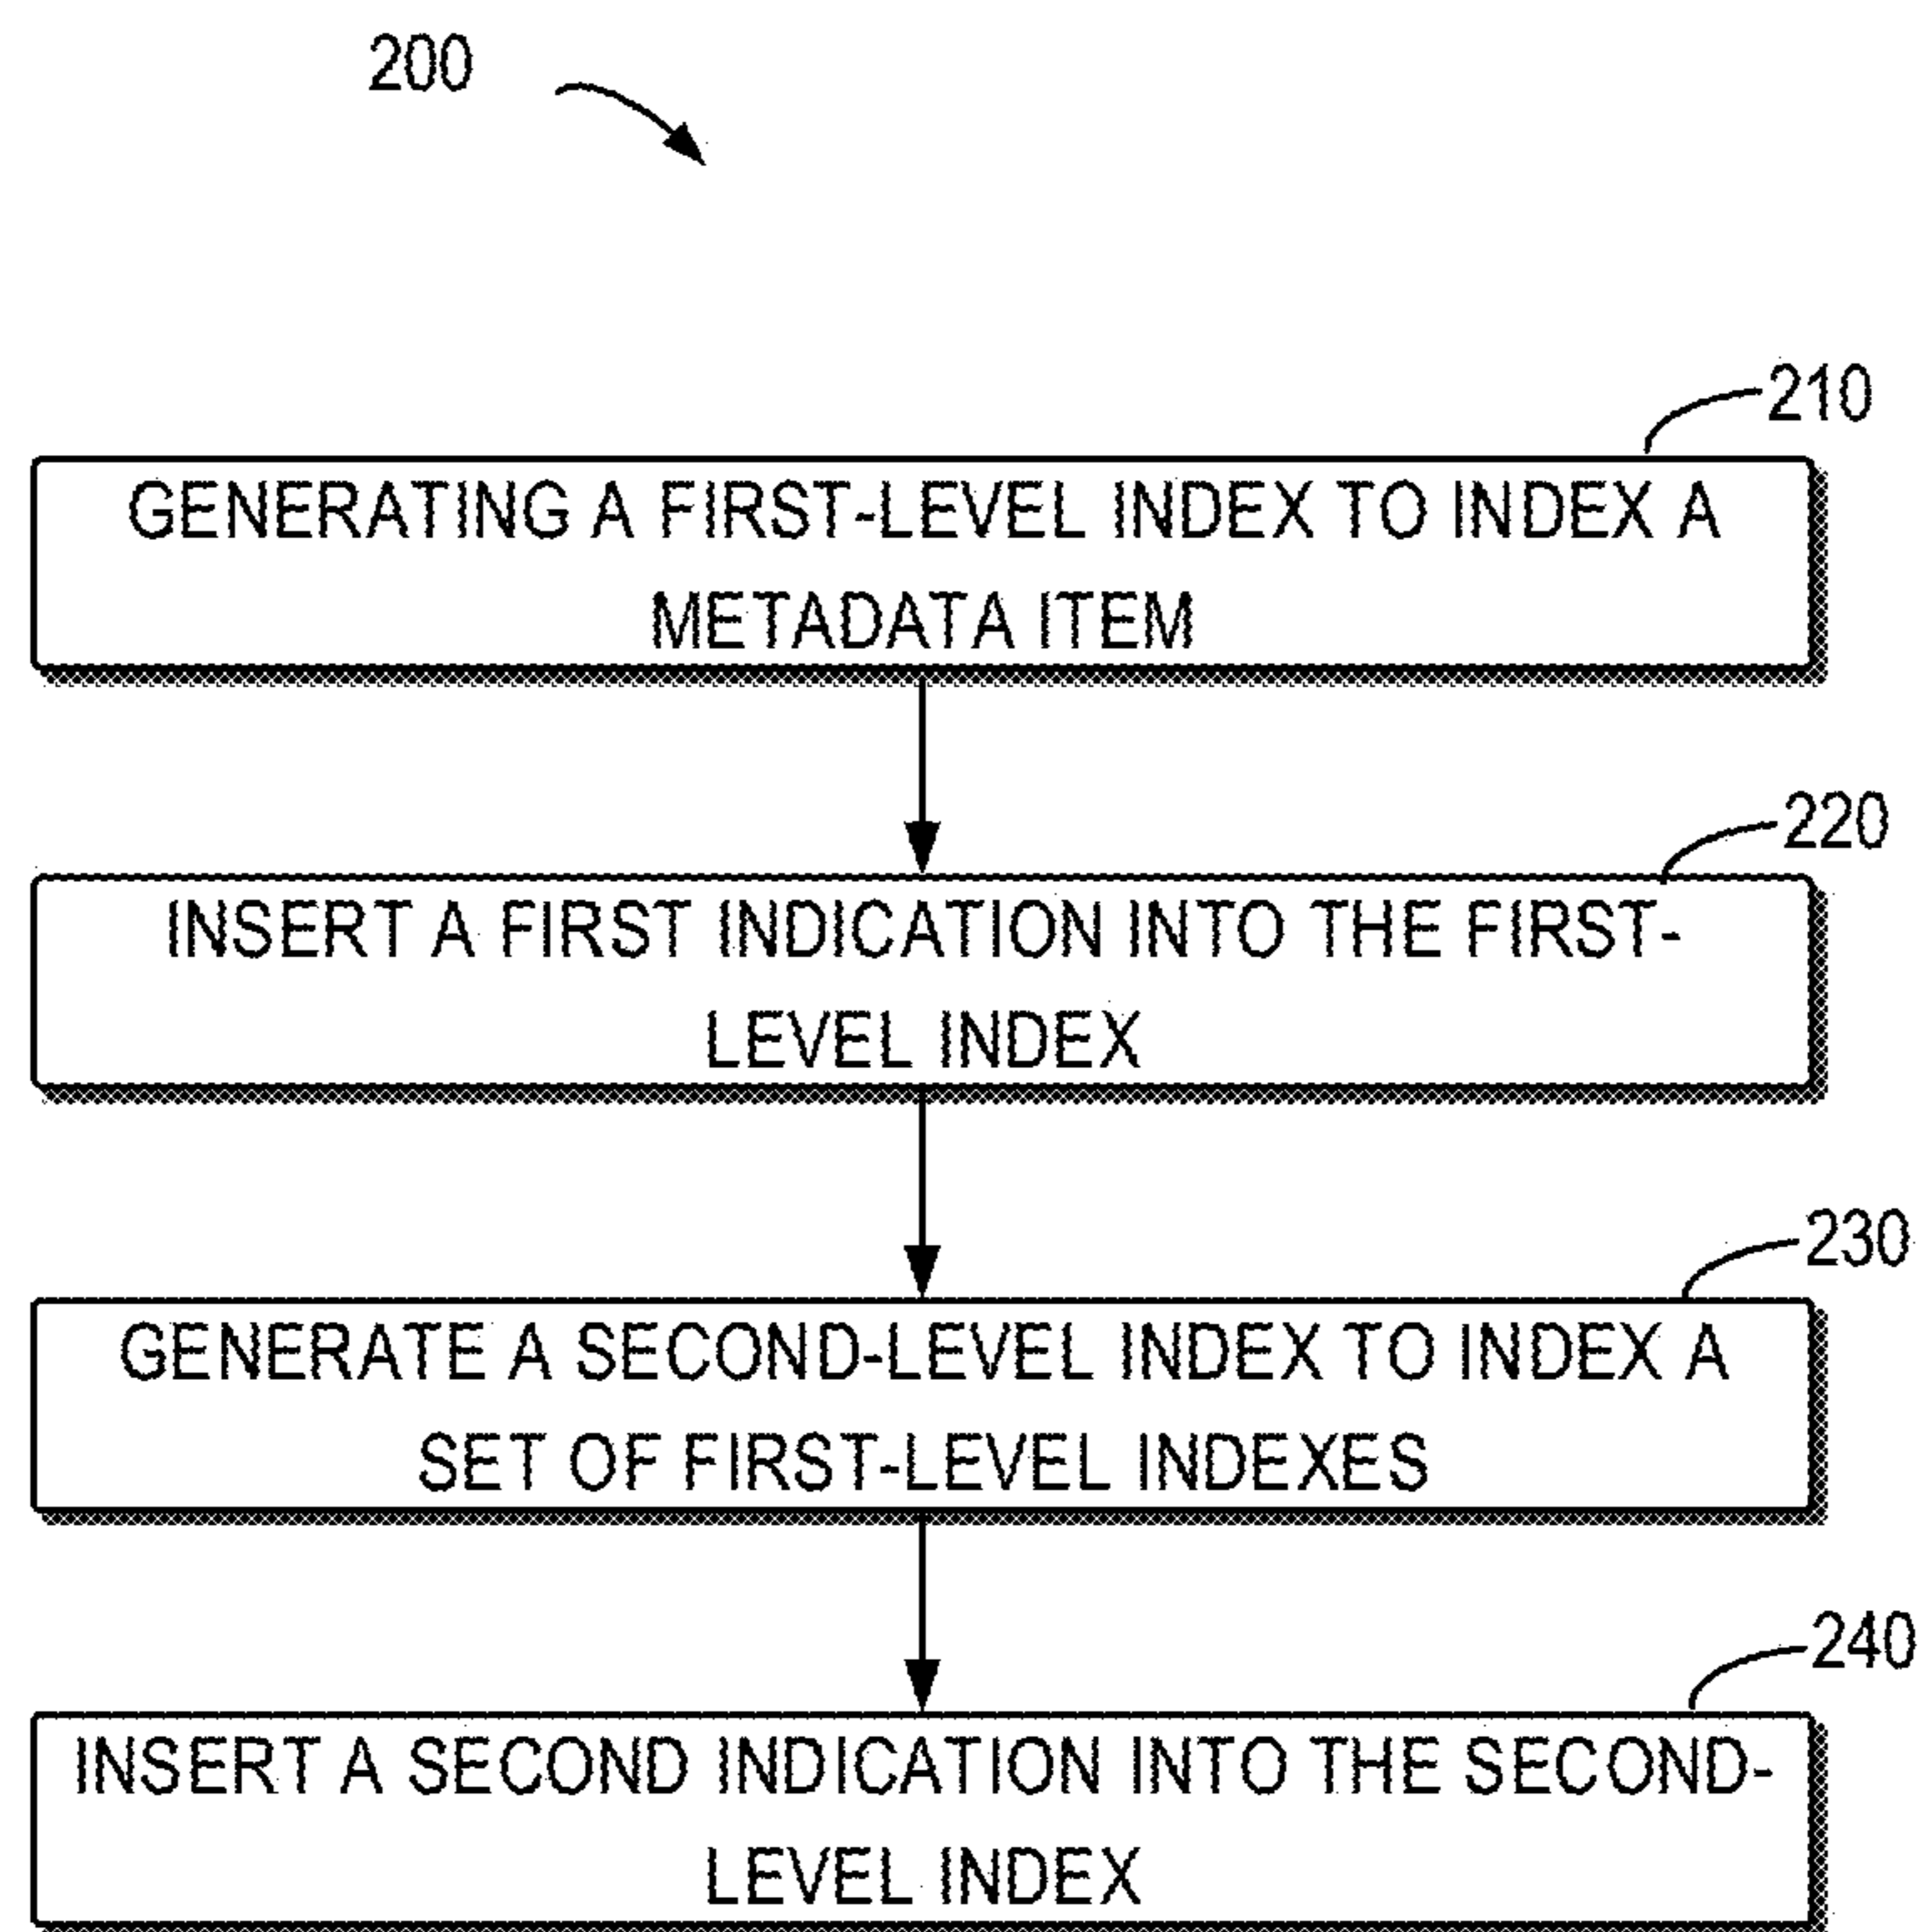 200
210
GENERATING A FIRST-LEVEL INDEX TO INDEX A
METADATA ITEM
220
INSERT A FIRST INDICATION INTO THE FIRST-
LEVEL INDEX
230
GENERATE A SECOND-LEVEL INDEX TO INDEX A
SET OF FIRST-LEVEL INDEXES
240
INSERT A SECOND INDICATION INTO THE SECOND-
LEVEL INDEX